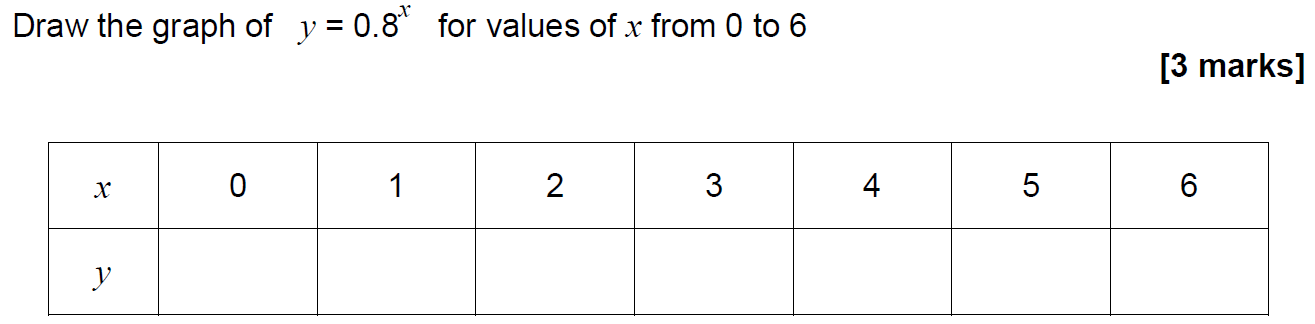 Draw the graph of y = 0.8ˣ for values of x from 0 to 6
[3 marks]
x 0 1 2 3 4 5 6
y